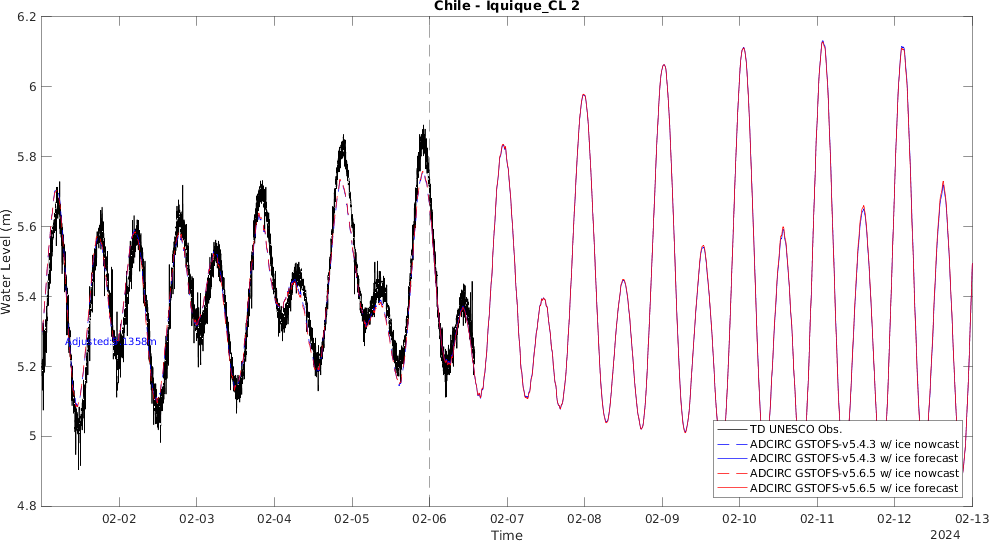 Chile - Iquique_CL 2
6.2
6
5.8
5.6
5.4
5.2
5
4.8
Water Level (m)
02-02
02-03
02-04
02-05
02-06
02-07
02-08
02-09
02-10
02-11
02-12
02-13
2024
Time
TD UNESCO Obs.
ADCIRC GSTOFS-v5.4.3 w/ ice nowcast
ADCIRC GSTOFS-v5.4.3 w/ ice forecast
ADCIRC GSTOFS-v5.6.5 w/ ice nowcast
ADCIRC GSTOFS-v5.6.5 w/ ice forecast